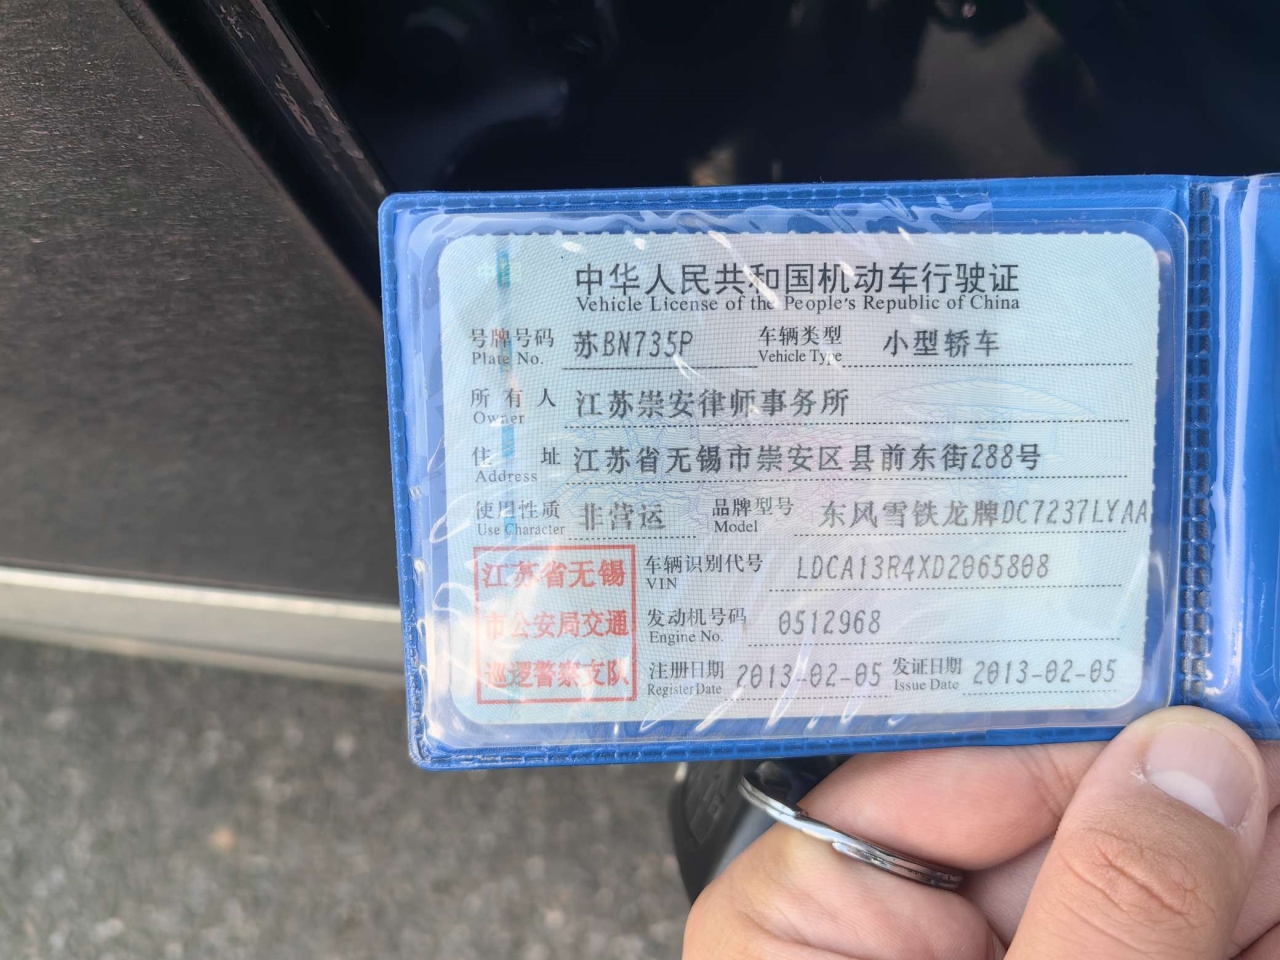 中华人民共和国机动车行驶证
Vehicle License of the People's Republic of China
号牌号码 苏BN735P 车辆类型 小型轿车
Plate No. Vehicle Type
所有人 江苏崇安律师事务所
Owner
住址 江苏省无锡市崇安区县前东街288号
Address
使用性质 非营运 品牌型号 东风雪铁龙牌DC7237LYAA
Use Character Model
江苏省无锡
市公安局交通
巡逻警察支队
车辆识别代号 LDCA13R4XD2065808
VIN
发动机号码 0512968
Engine No.
注册日期 2013-02-05 发证日期 2013-02-05
Register Date Issue Date